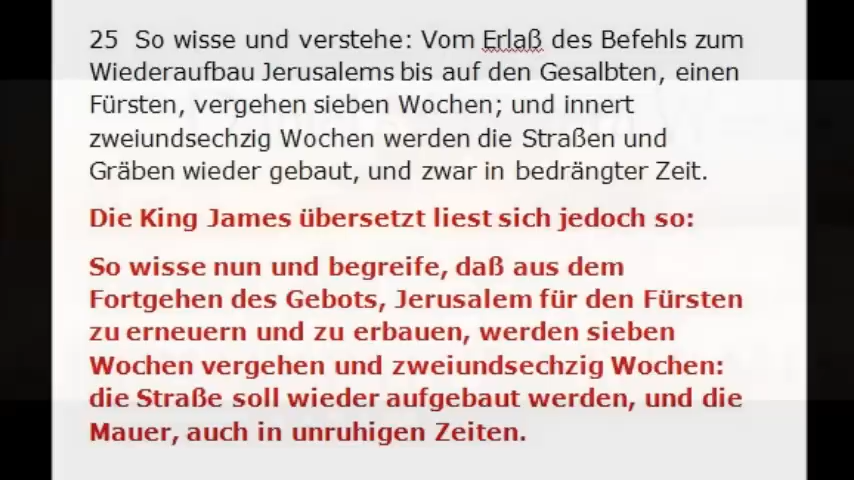 25 So wisse und verstehe: Vom Erlaß des Befehls zum
Wiederaufbau Jerusalems bis auf den Gesalbten, einen
Fürsten, vergehen sieben Wochen; und innert
zweiundsechzig Wochen werden die Straßen und
Gräben wieder gebaut, und zwar in bedrängter Zeit.
Die King James übersetzt liest sich jedoch so:
So wisse nun und begreife, daß aus dem
Fortgehen des Gebots, Jerusalem für den Fürsten
zu erneuern und zu erbauen, werden sieben
Wochen vergehen und zweiundsechzig Wochen:
die Straße soll wieder aufgebaut werden, und die
Mauer, auch in unruhigen Zeiten.